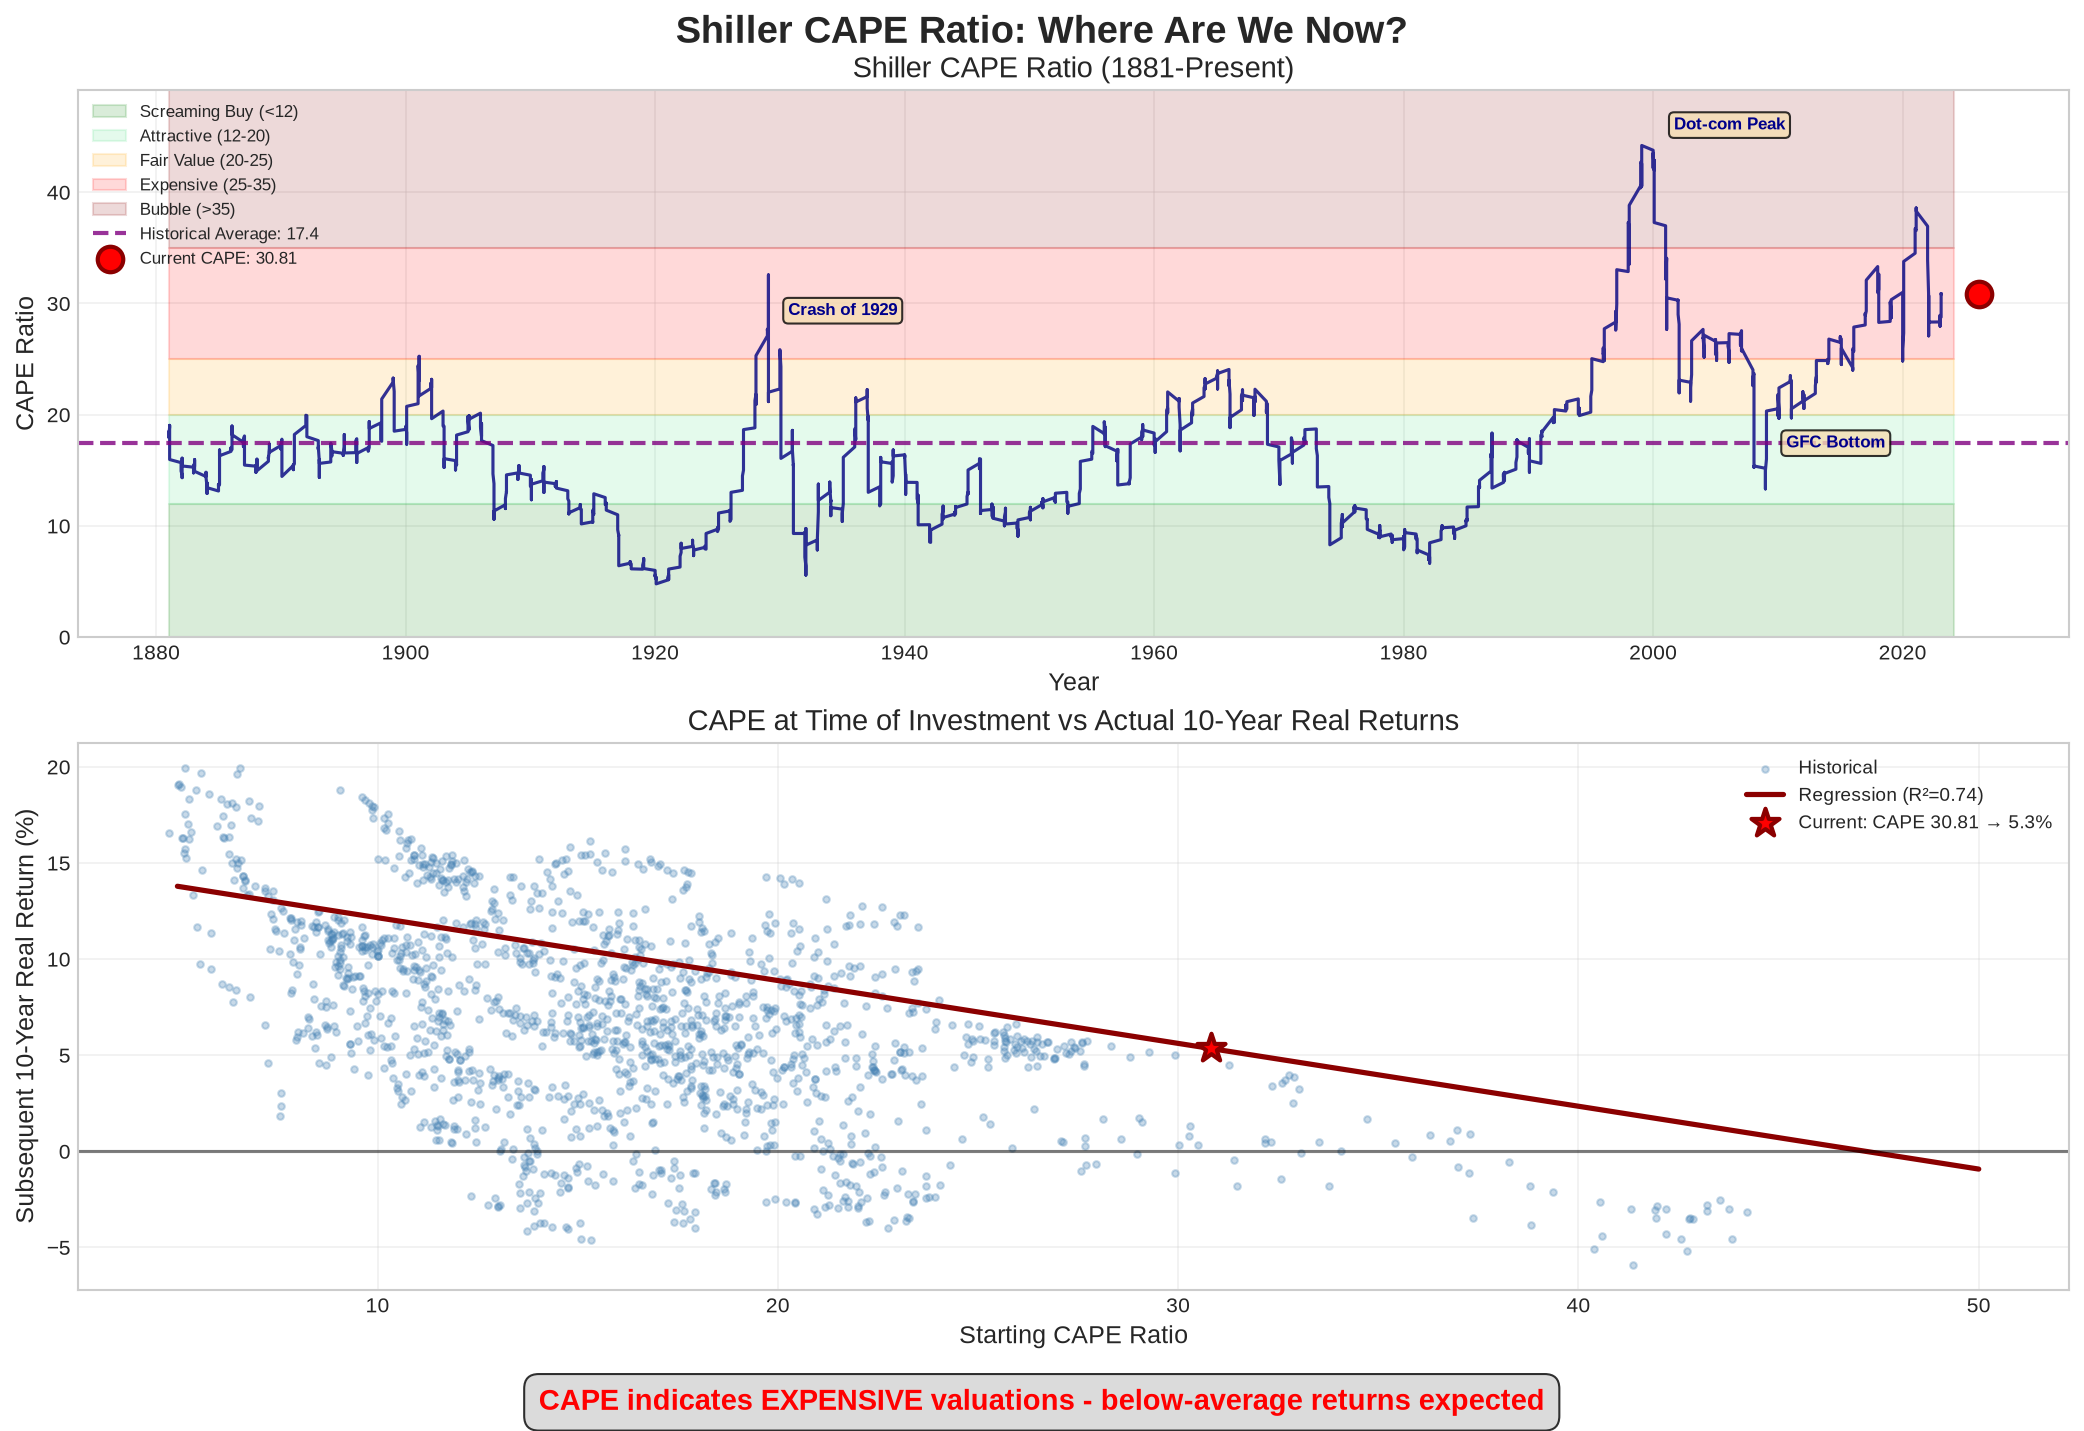 Shiller CAPE Ratio: Where Are We Now?
Shiller CAPE Ratio (1881-Present)
Screaming Buy (<12)
Attractive (12-20)
Fair Value (20-25)
Expensive (25-35)
Bubble (>35)
Historical Average: 17.4
Current CAPE: 30.81
Dot-com Peak
Crash of 1929
GFC Bottom
CAPE Ratio
40
30
20
10
0
1880 1900 1920 1940 1960 1980 2000 2020
Year
CAPE at Time of Investment vs Actual 10-Year Real Returns
Historical
Regression (R²=0.74)
Current: CAPE 30.81 → 5.3%
Subsequent 10-Year Real Return (%)
20
15
10
5
0
−5
10 20 30 40 50
Starting CAPE Ratio
CAPE indicates EXPENSIVE valuations - below-average returns expected